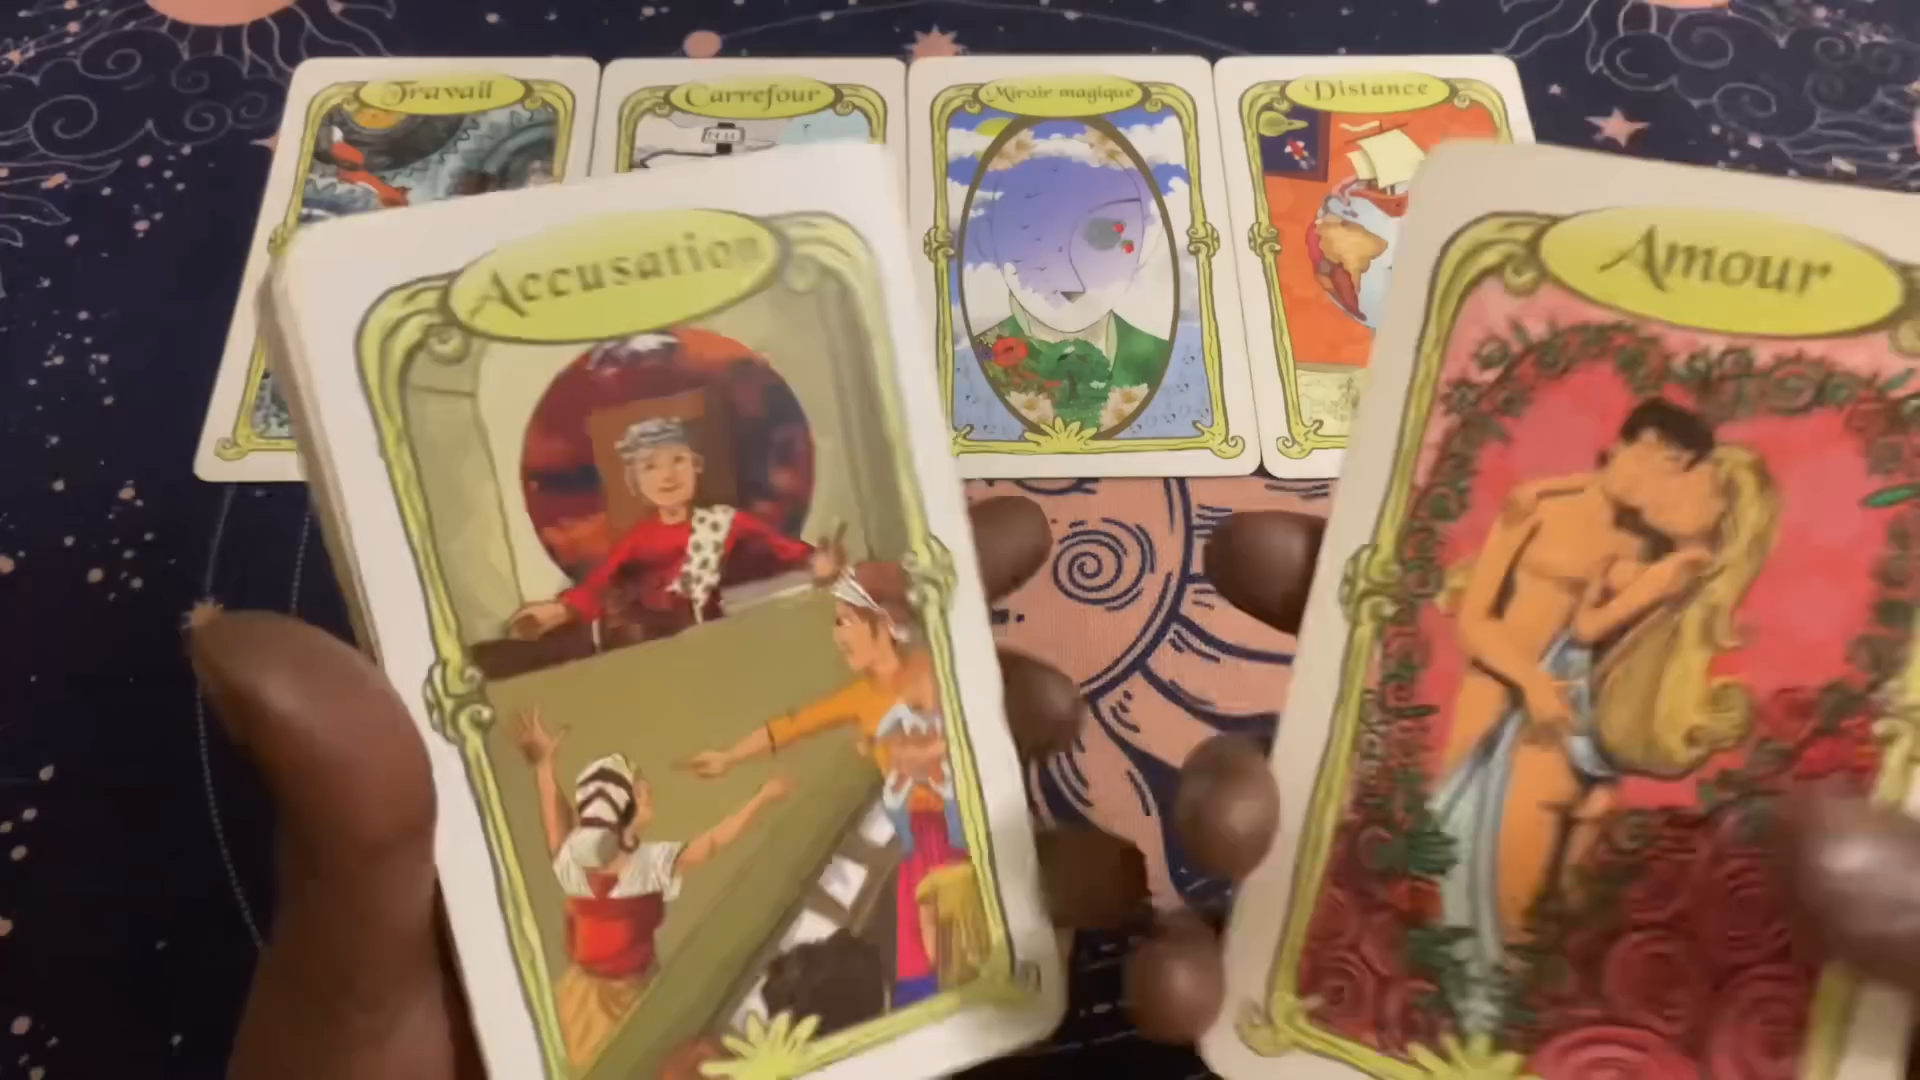 Travail
Carrefour
Miroir magique
Distance
Accusation
Amour